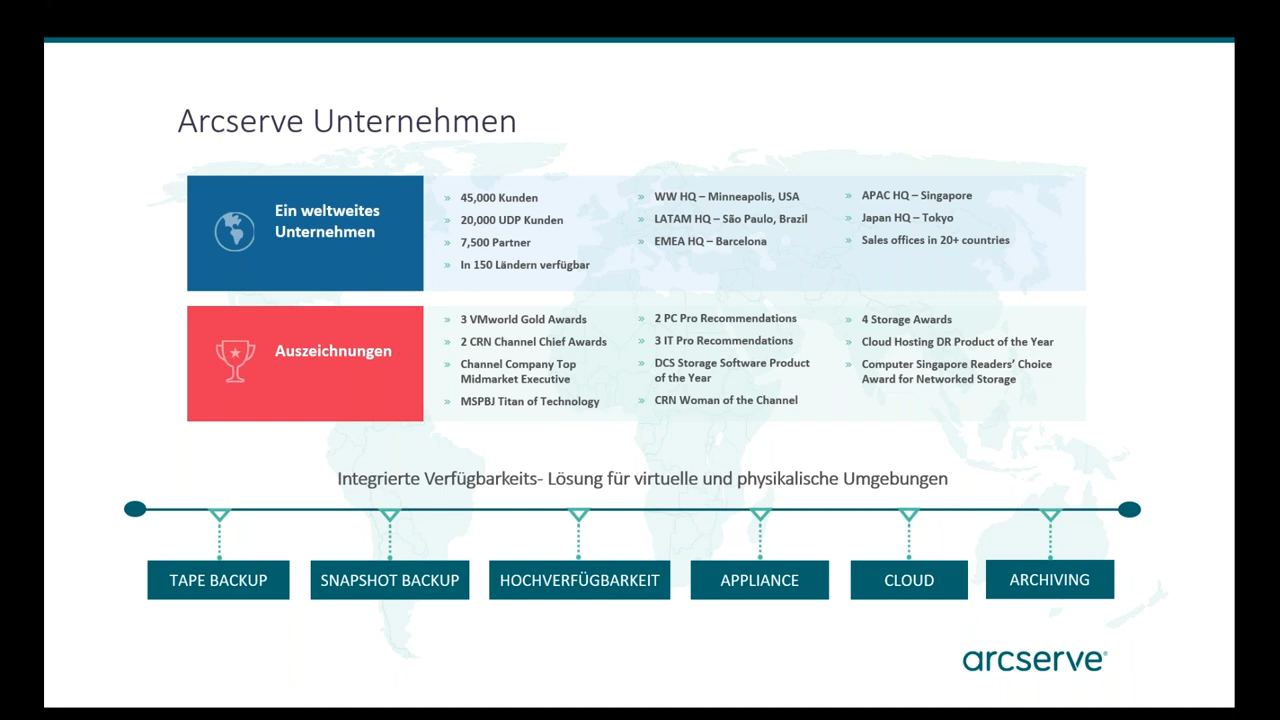 Arcserve Unternehmen
Ein weltweites
Unternehmen
» 45,000 Kunden
» 20,000 UDP Kunden
» 7,500 Partner
» In 150 Ländern verfügbar
» WW HQ – Minneapolis, USA
» LATAM HQ – São Paulo, Brazil
» EMEA HQ – Barcelona
» APAC HQ – Singapore
» Japan HQ – Tokyo
» Sales offices in 20+ countries
Auszeichnungen
» 3 VMworld Gold Awards
» 2 CRN Channel Chief Awards
» Channel Company Top
Midmarket Executive
» MSPBJ Titan of Technology
» 2 PC Pro Recommendations
» 3 IT Pro Recommendations
» DCS Storage Software Product
of the Year
» CRN Woman of the Channel
» 4 Storage Awards
» Cloud Hosting DR Product of the Year
» Computer Singapore Readers’ Choice
Award for Networked Storage
Integrierte Verfügbarkeits- Lösung für virtuelle und physikalische Umgebungen
TAPE BACKUP
SNAPSHOT BACKUP
HOCHVERFÜGBARKEIT
APPLIANCE
CLOUD
ARCHIVING
arcserve®